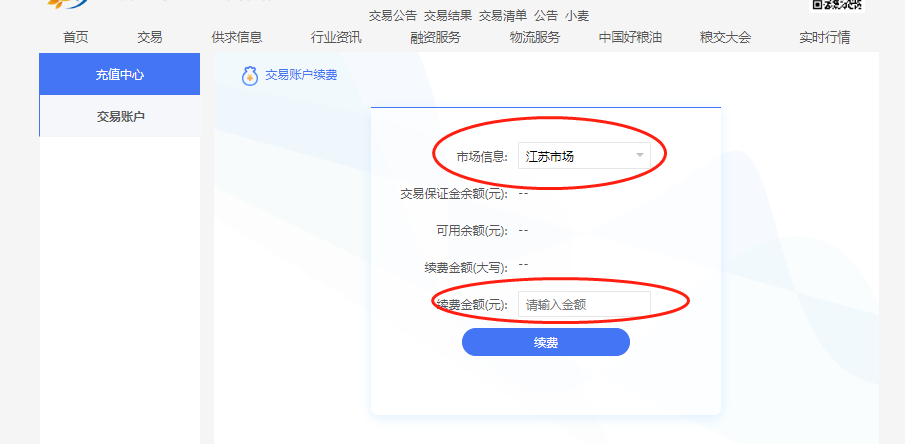 交易公告 交易结果 交易清单 公告 小麦
首页 交易 供求信息 行业资讯 融资服务 物流服务 中国好粮油 粮交大会 实时行情
充值中心
交易账户
交易账户续费
市场信息: 江苏市场
交易保证金余额(元): --
可用余额(元): --
续费金额(大写): --
续费金额(元): 请输入金额
续费